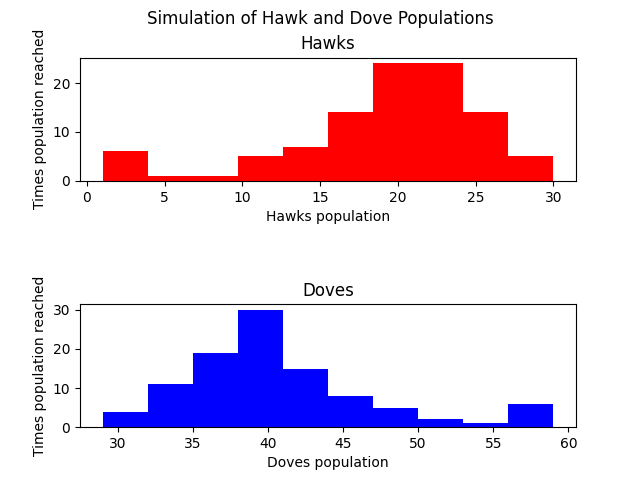 Simulation of Hawk and Dove Populations
Hawks
Times population reached
20
10
0
0 5 10 15 20 25 30
Hawks population
Doves
Times population reached
30
20
10
0
30 35 40 45 50 55 60
Doves population